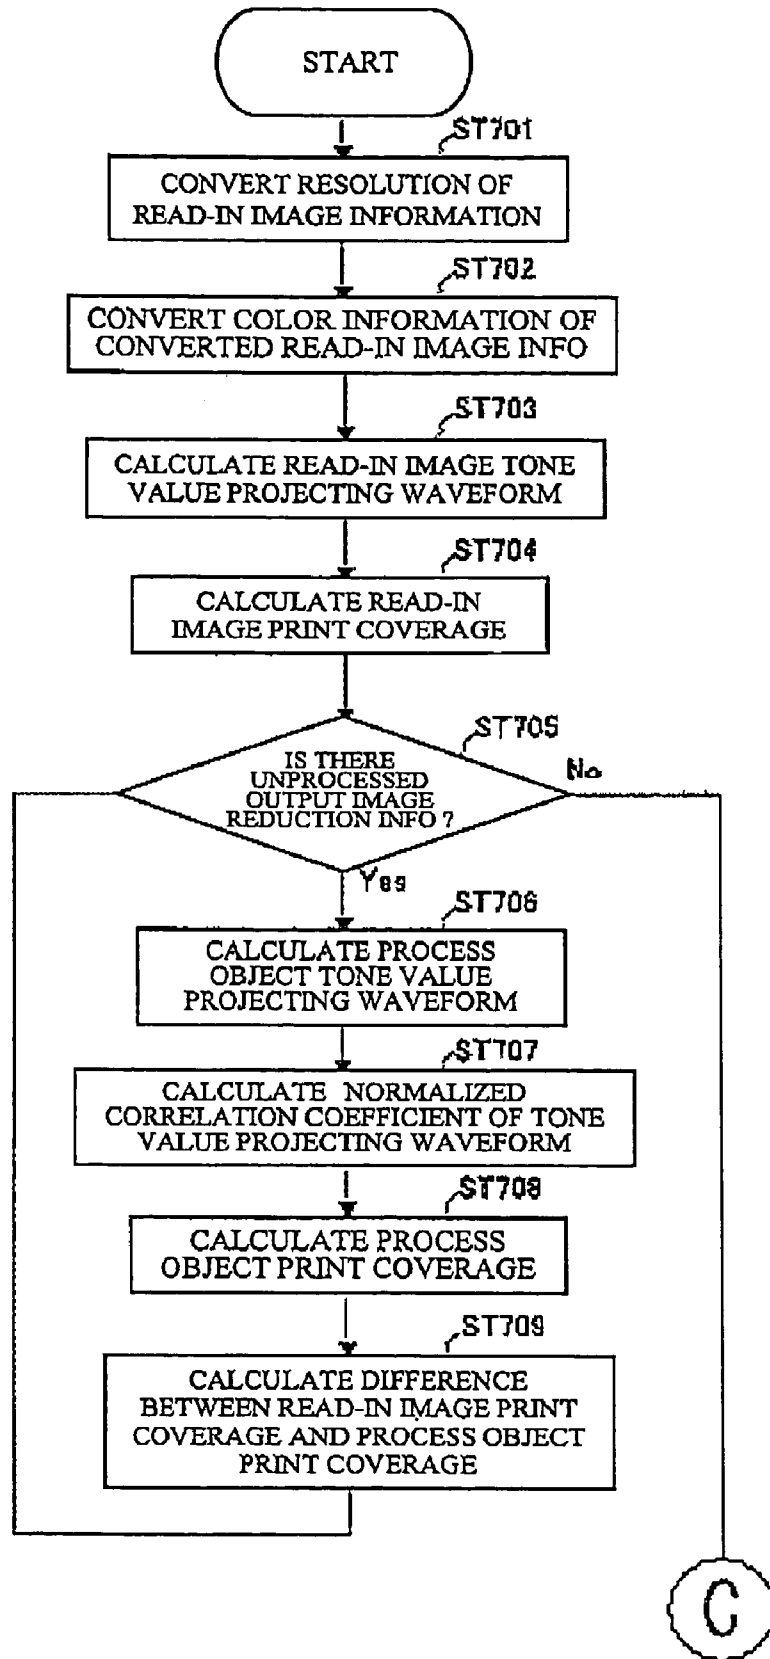 START
ST701
CONVERT RESOLUTION OF
READ-IN IMAGE INFORMATION
ST702
CONVERT COLOR INFORMATION OF
CONVERTED READ-IN IMAGE INFO
ST703
CALCULATE READ-IN IMAGE TONE
VALUE PROJECTING WAVEFORM
ST704
CALCULATE READ-IN
IMAGE PRINT COVERAGE
ST705
IS THERE
UNPROCESSED
OUTPUT IMAGE
REDUCTION INFO ?
No
Yes
ST706
CALCULATE PROCESS
OBJECT TONE VALUE
PROJECTING WAVEFORM
ST707
CALCULATE NORMALIZED
CORRELATION COEFFICIENT OF TONE
VALUE PROJECTING WAVEFORM
ST708
CALCULATE PROCESS
OBJECT PRINT COVERAGE
ST709
CALCULATE DIFFERENCE
BETWEEN READ-IN IMAGE PRINT
COVERAGE AND PROCESS OBJECT
PRINT COVERAGE
C